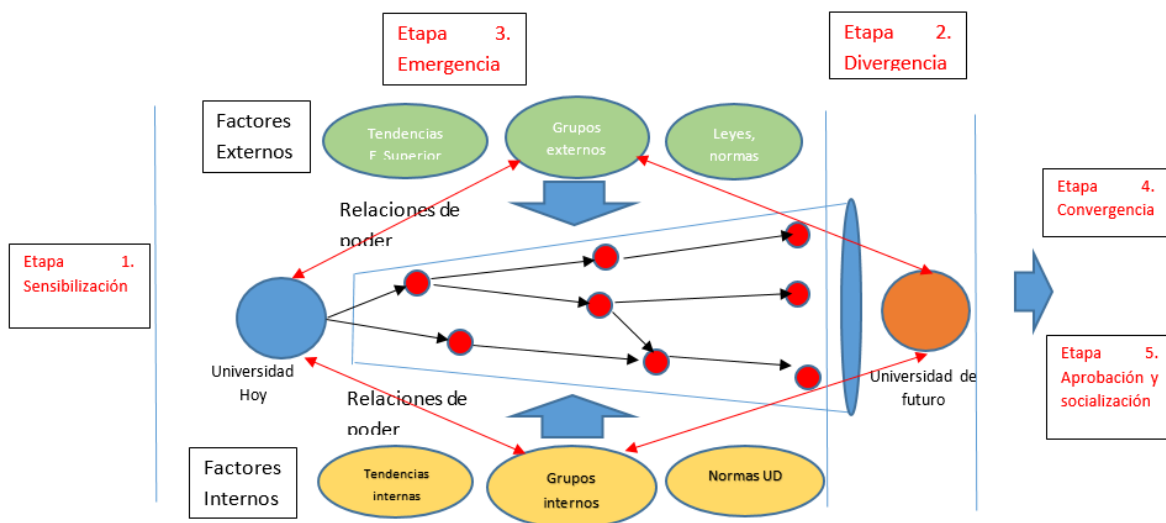 Etapa 3.
Emergencia
Etapa 2.
Divergencia
Factores
Externos
Tendencias
E. Superior
Grupos
externos
Leyes,
normas
Relaciones de
poder
Etapa 1.
Sensibilización
Etapa 4.
Convergencia
Universidad
Hoy
Universidad de
futuro
Etapa 5.
Aprobación y
socialización
Relaciones de
poder
Factores
Internos
Tendencias
internas
Grupos
internos
Normas UD